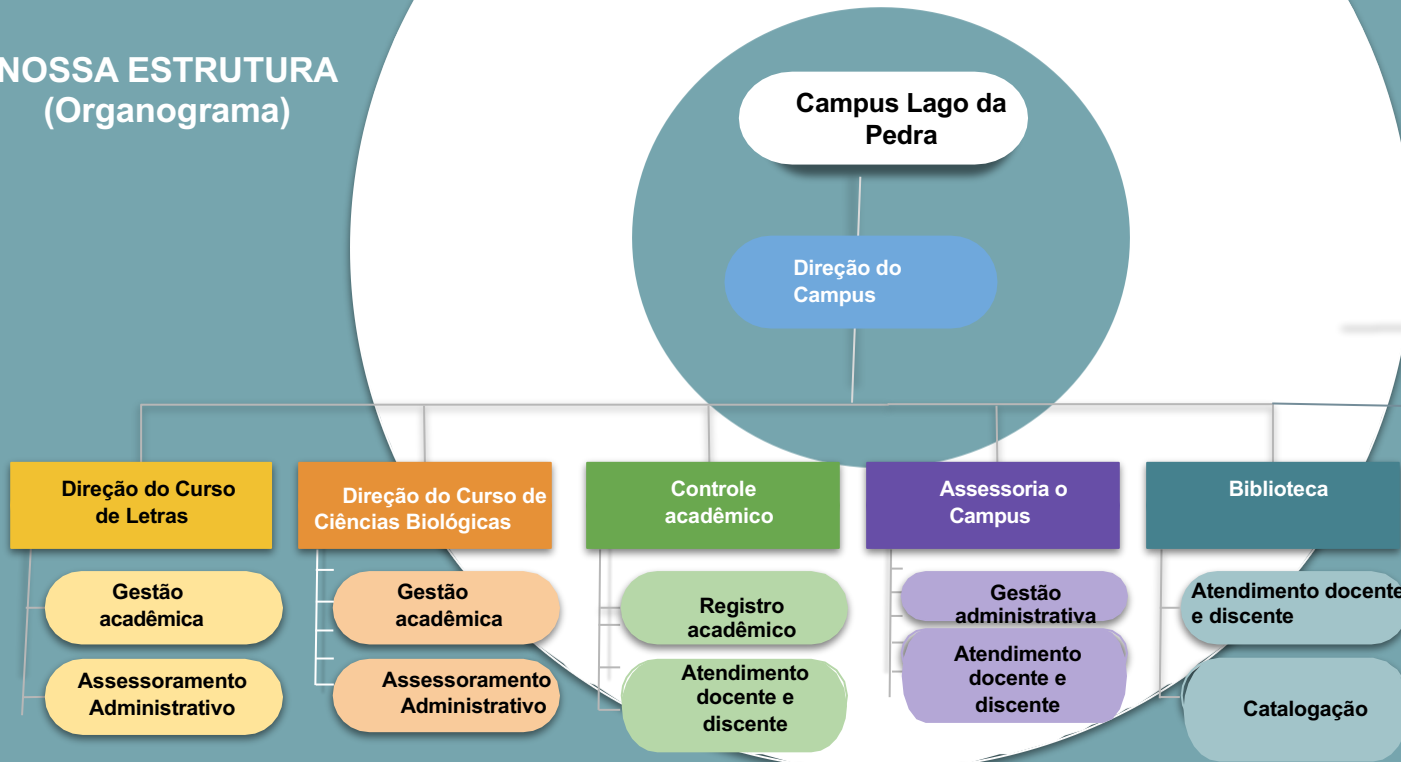 NOSSA ESTRUTURA
(Organograma)
Campus Lago da
Pedra
Direção do
Campus
Direção do Curso
de Letras
Direção do Curso de
Ciências Biológicas
Controle
acadêmico
Assessoria o
Campus
Biblioteca
Gestão
acadêmica
Assessoramento
Administrativo
Gestão
acadêmica
Assessoramento
Administrativo
Registro
acadêmico
Atendimento
docente e
discente
Gestão
administrativa
Atendimento
docente e
discente
Atendimento docente
e discente
Catalogação